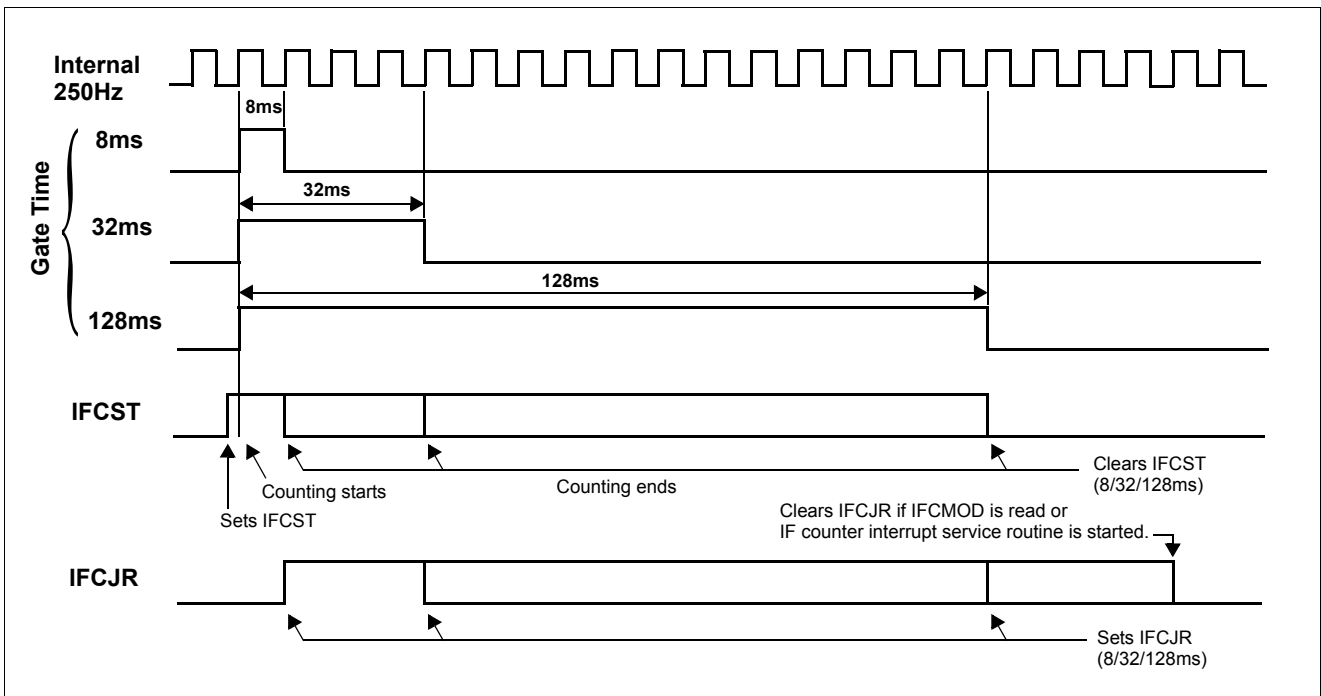 Internal
250Hz
8ms
Gate Time
8ms
32ms
32ms
128ms
128ms
IFCST
Counting starts
Sets IFCST
Counting ends
Clears IFCST
(8/32/128ms)
Clears IFCJR if IFCMOD is read or
IF counter interrupt service routine is started.
IFCJR
Sets IFCJR
(8/32/128ms)